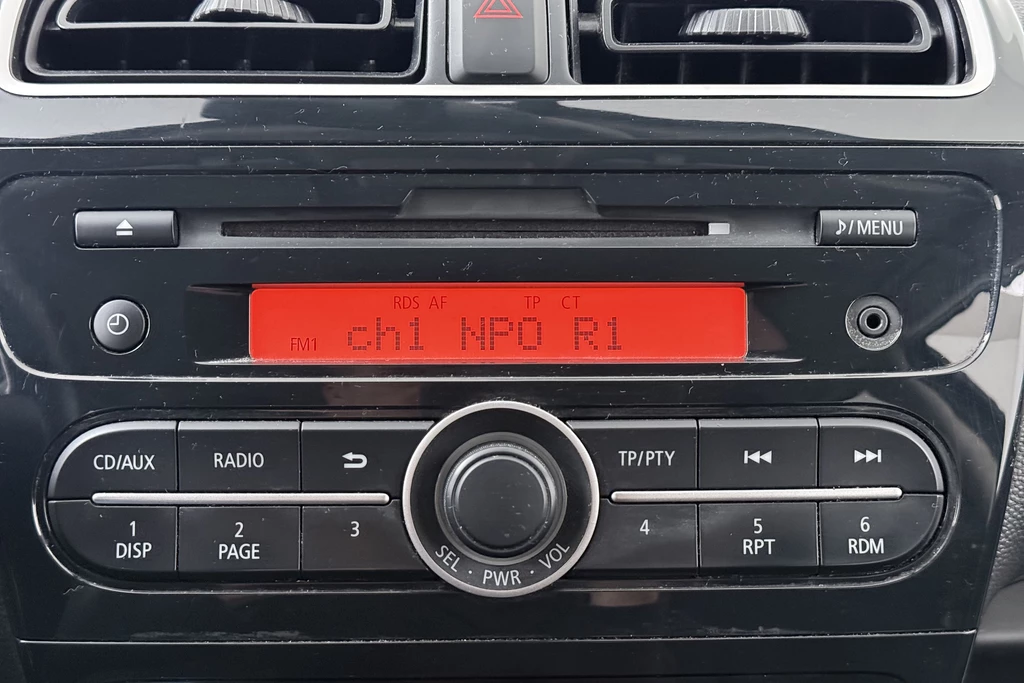 ♪/MENU
RDS AF TP CT
FM1 ch1 NPO R1
CD/AUX RADIO TP/PTY
1 2 3 4 5 6
DISP PAGE RPT RDM
SEL · PWR · VOL